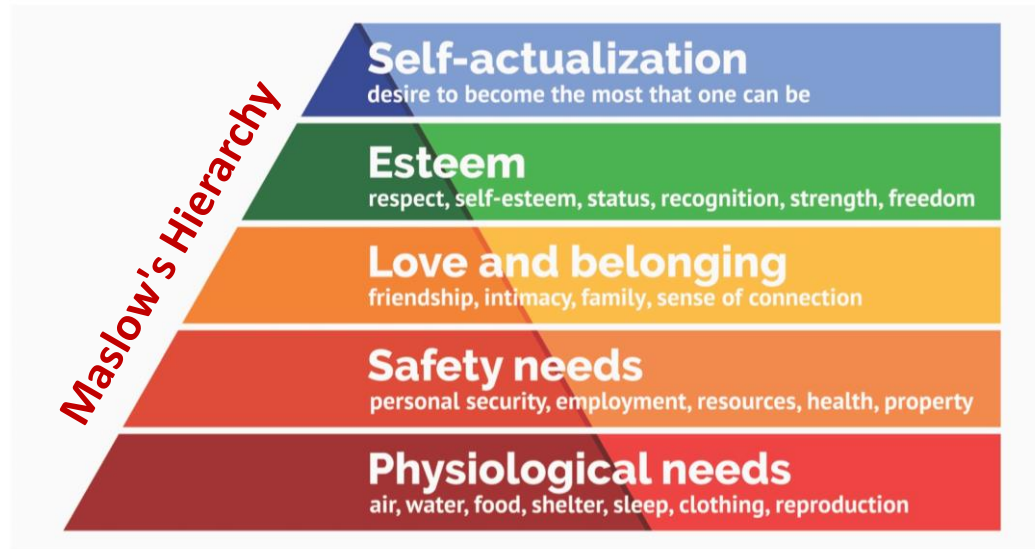 Maslow's Hierarchy
Self-actualization
desire to become the most that one can be
Esteem
respect, self-esteem, status, recognition, strength, freedom
Love and belonging
friendship, intimacy, family, sense of connection
Safety needs
personal security, employment, resources, health, property
Physiological needs
air, water, food, shelter, sleep, clothing, reproduction